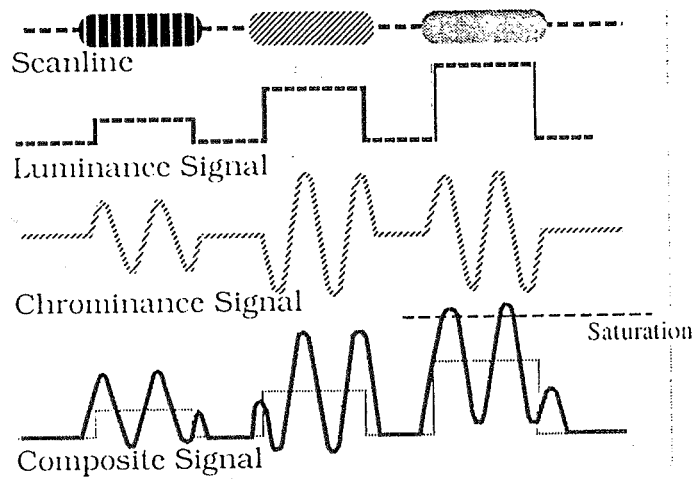 Scanline
Luminance Signal
Chrominance Signal
Saturation
Composite Signal